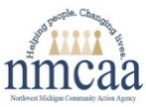 Helping people. Changing lives.
nmcaa
Northwest Michigan Community Action Agency